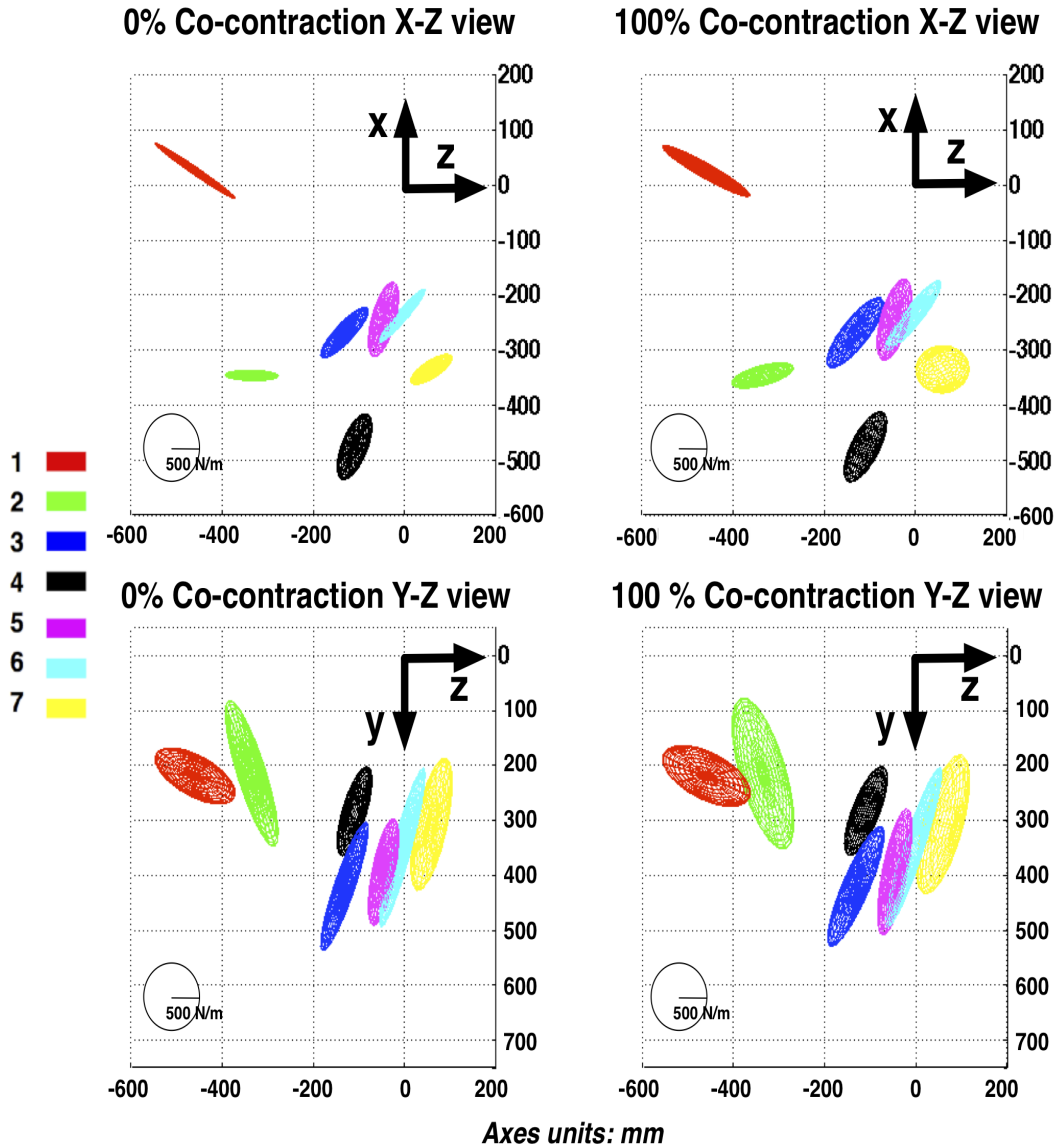 0% Co-contraction X-Z view
100% Co-contraction X-Z view
200
100
0
-100
-200
-300
-400
-500
-600
x
z
500 N/m
-600 -400 -200 0 200
200
100
0
-100
-200
-300
-400
-500
-600
x
z
500 N/m
-600 -400 -200 0 200
1
2
3
4
5
6
7
0% Co-contraction Y-Z view
100 % Co-contraction Y-Z view
0
100
200
300
400
500
600
700
z
y
500 N/m
-600 -400 -200 0 200
0
100
200
300
400
500
600
700
z
y
500 N/m
-600 -400 -200 0 200
Axes units: mm